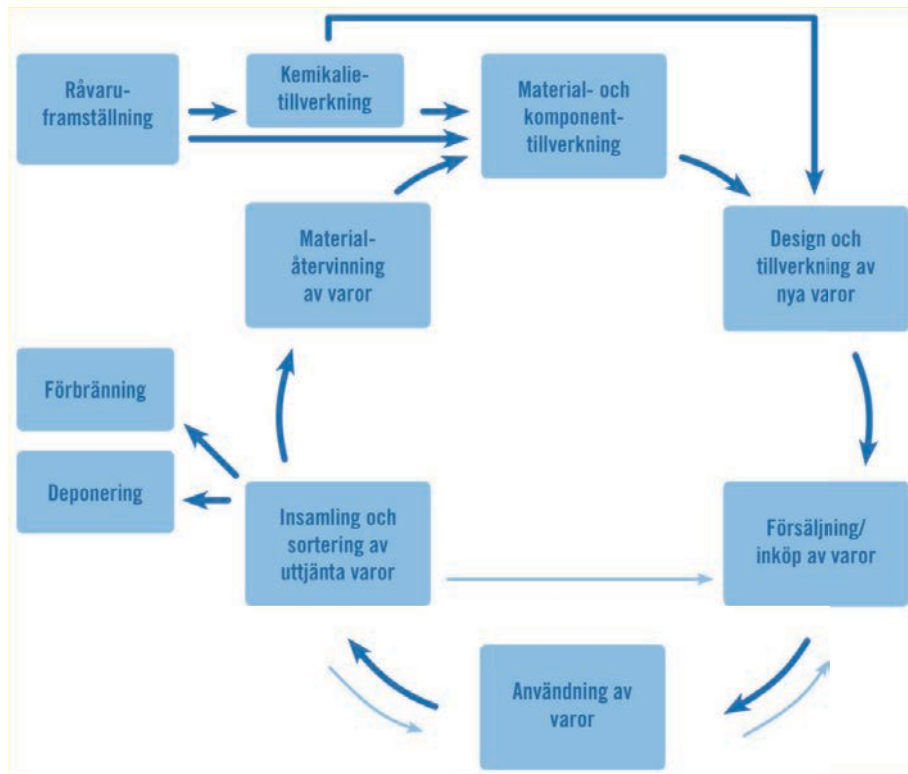 Råvaru-
framställning
Kemikalie-
tillverkning
Material- och
komponent-
tillverkning
Material-
återvinning
av varor
Design och
tillverkning av
nya varor
Förbränning
Deponering
Insamling och
sortering av
uttjänta varor
Försäljning/
inköp av varor
Användning av
varor